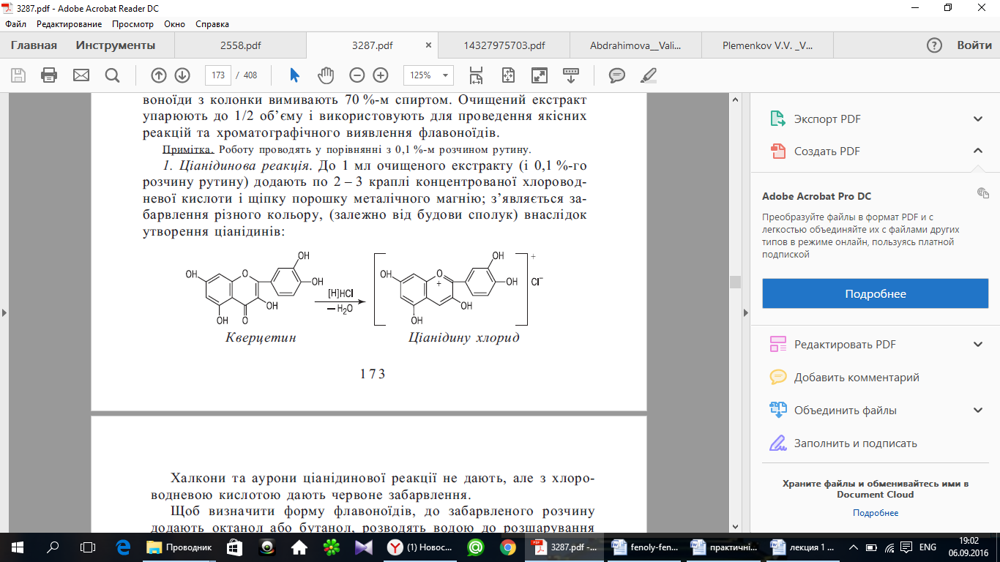 3287.pdf - Adobe Acrobat Reader DC
Файл Редактирование Просмотр Окно Справка
Главная Инструменты 2558.pdf 3287.pdf × 14327975703.pdf Abdrahimova__Vali... Plemenkov V.V. _V... Войти
173 / 408 125%
воноїди з колонки вимивають 70 %-м спиртом. Очищений екстракт
упарюють до 1/2 об’єму і використовують для проведення якісних
реакцій та хроматографічного виявлення флавоноїдів.
Примітка. Роботу проводять у порівнянні з 0,1 %-м розчином рутину.
1. Ціанідинова реакція. До 1 мл очищеного екстракту (і 0,1 %-го
розчину рутину) додають по 2 – 3 краплі концентрованої хлоровод-
невої кислоти і щіпку порошку металічного магнію; з’являється за-
барвлення різного кольору, (залежно від будови сполук) внаслідок
утворення ціанідинів:
OH OH
OH O OH OH O OH
OH OH
OH O OH
+ +
[H]HCl
— H₂O
Cl⁻
Кверцетин Ціанідину хлорид
173
Халкони та аурони ціанідинової реакції не дають, але з хлоро-
водневою кислотою дають червоне забарвлення.
Щоб визначити форму флавоноїдів, до забарвленого розчину
додають октанол або бутанол, розводять водою до розшарування
Экспорт PDF
Создать PDF
Adobe Acrobat Pro DC
Преобразуйте файлы в формат PDF и с
легкостью объединяйте их с файлами других
типов в режиме онлайн, пользуясь платной
подпиской
Подробнее
Редактировать PDF
Добавить комментарий
Объединить файлы
Заполнить и подписать
Храните файлы и обменивайтесь ими в
Document Cloud
Подробнее
Проводник (1) Новос... 3287.pdf -... fenoly-fen... практичні... лекция 1 ... ENG 19:02
06.09.2016